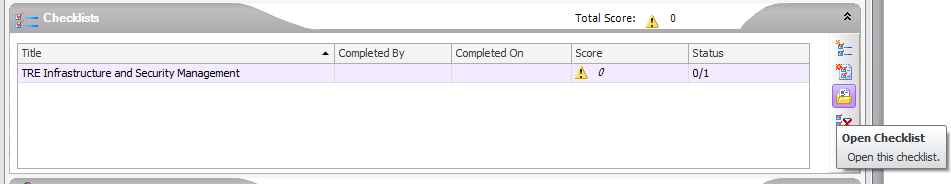 Checklists Total Score: 0
Title Completed By Completed On Score Status
TRE Infrastructure and Security Management 0 0/1
Open Checklist
Open this checklist.